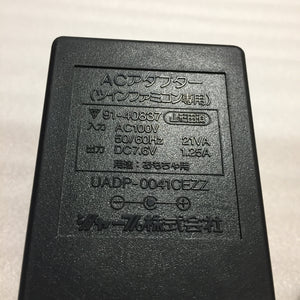 ACアダプター
(ツインファミコン専用)
91-40837
入力 AC100V
50/60Hz 21VA
出力 DC7.6V 1.25A
用途:おもちゃ用
UADP-0041CEZZ
シャープ株式会社